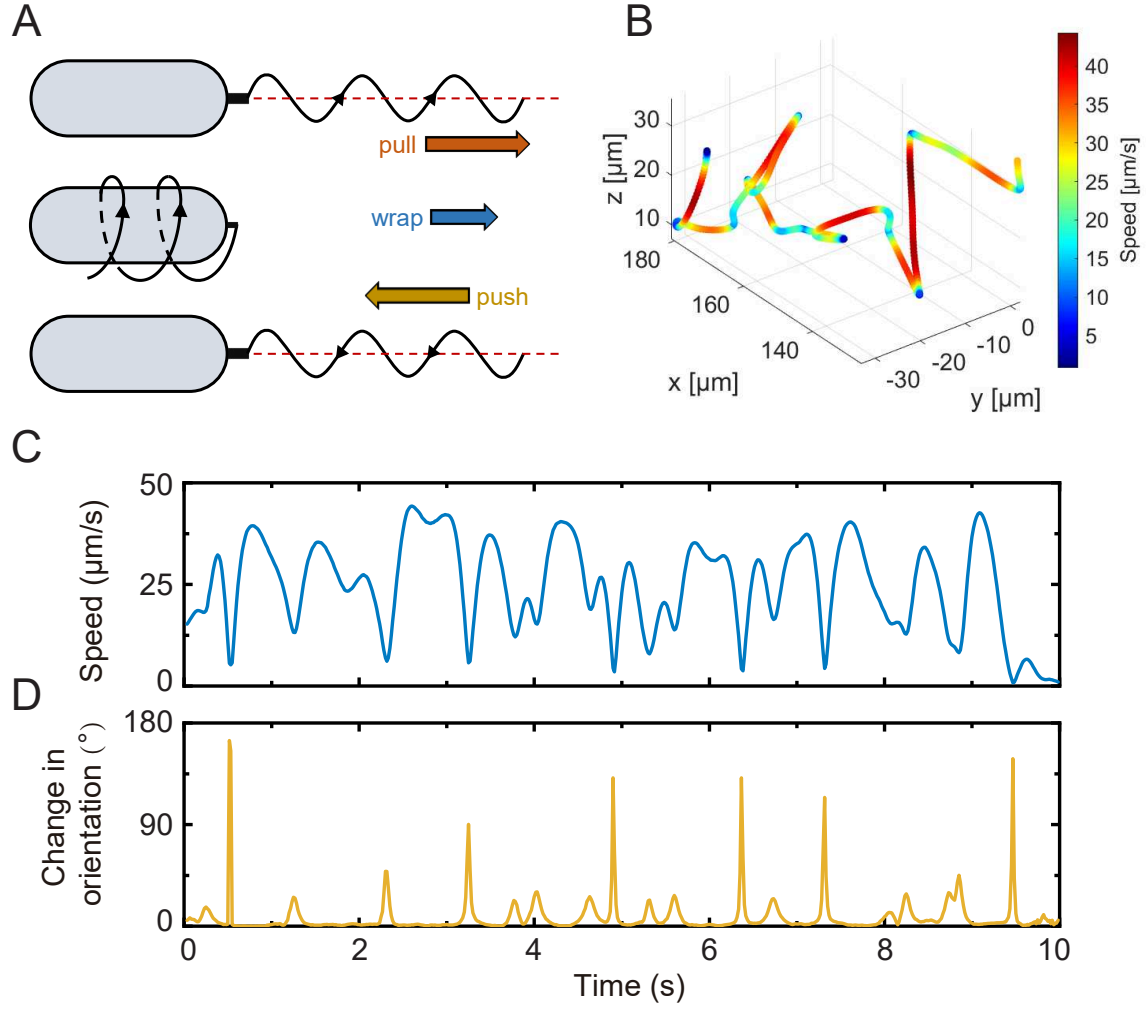 A
pull
wrap
push
B
z [µm]
30
20
10
180
160
140
x [µm]
-30
-20
-10
0
y [µm]
40
35
30
25
20
15
10
5
Speed [µm/s]
C
Speed (µm/s)
50
25
0
D
Change in
orientation (°)
180
90
0
0
2
4
6
8
10
Time (s)